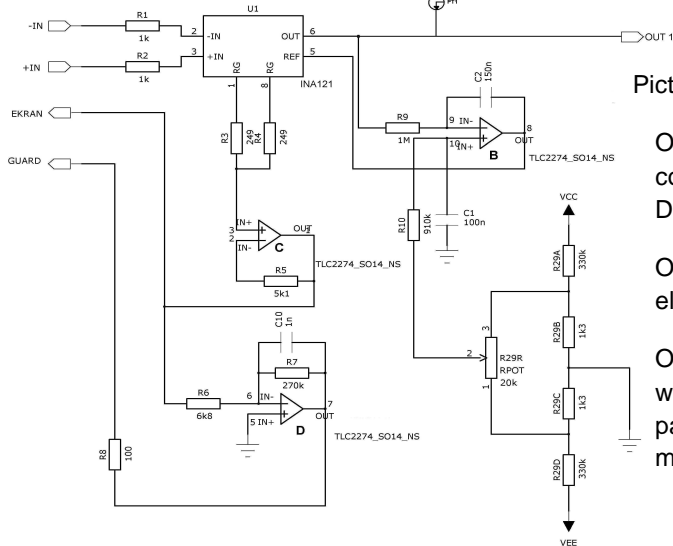 U1
-IN
R1
1k
2
-IN
OUT
6
OUT 1
+IN
R2
1k
3
+IN
REF
5
RG
RG
1
8
INA121
C2
150n
Pict
EKRAN
R3
249
R4
249
R9
1M
9
IN-
10
IN+
8
OUT
B
TLC2274_SO14_NS
GUARD
R10
910k
C1
100n
VCC
IN+
3
2
IN-
OUT
C
TLC2274_SO14_NS
R5
5k1
R29A
330k
C10
1n
R7
270k
3
2
1
R29R
RPOT
20k
R29B
1k3
R6
6k8
6
IN-
5
IN+
7
OUT
D
TLC2274_SO14_NS
R29C
1k3
R8
100
R29D
330k
VEE
O
co
D
O
el
O
w
pa
m